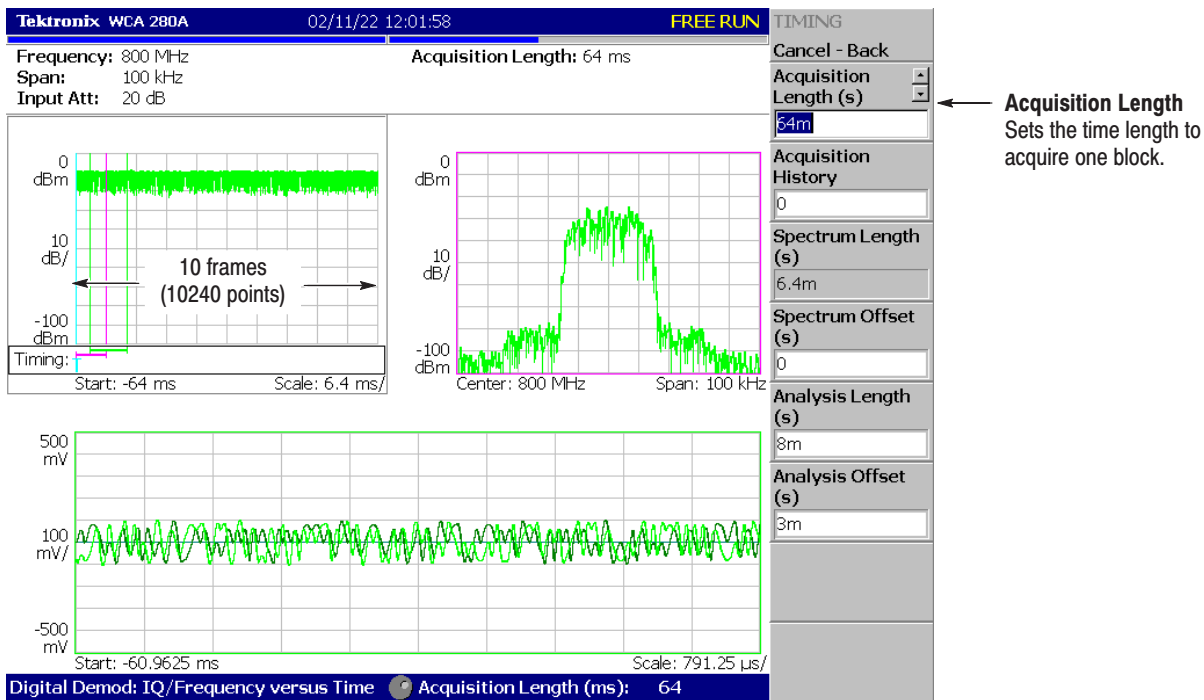 Tektronix WCA 280A 02/11/22 12:01:58 FREE RUN
Frequency: 800 MHz
Span: 100 kHz
Input Att: 20 dB
Acquisition Length: 64 ms
0
dBm
10
dB/
-100
dBm
10 frames
(10240 points)
Timing:
Start: -64 ms Scale: 6.4 ms/
0
dBm
10
dB/
-100
dBm
Center: 800 MHz Span: 100 kHz
500
mV
100
mV/
-500
mV
Start: -60.9625 ms Scale: 791.25 µs/
Digital Demod: IQ/Frequency versus Time Acquisition Length (ms): 64
TIMING
Cancel - Back
Acquisition
Length (s)
64m
Acquisition
History
0
Spectrum Length
(s)
6.4m
Spectrum Offset
(s)
0
Analysis Length
(s)
8m
Analysis Offset
(s)
3m
Acquisition Length
Sets the time length to
acquire one block.